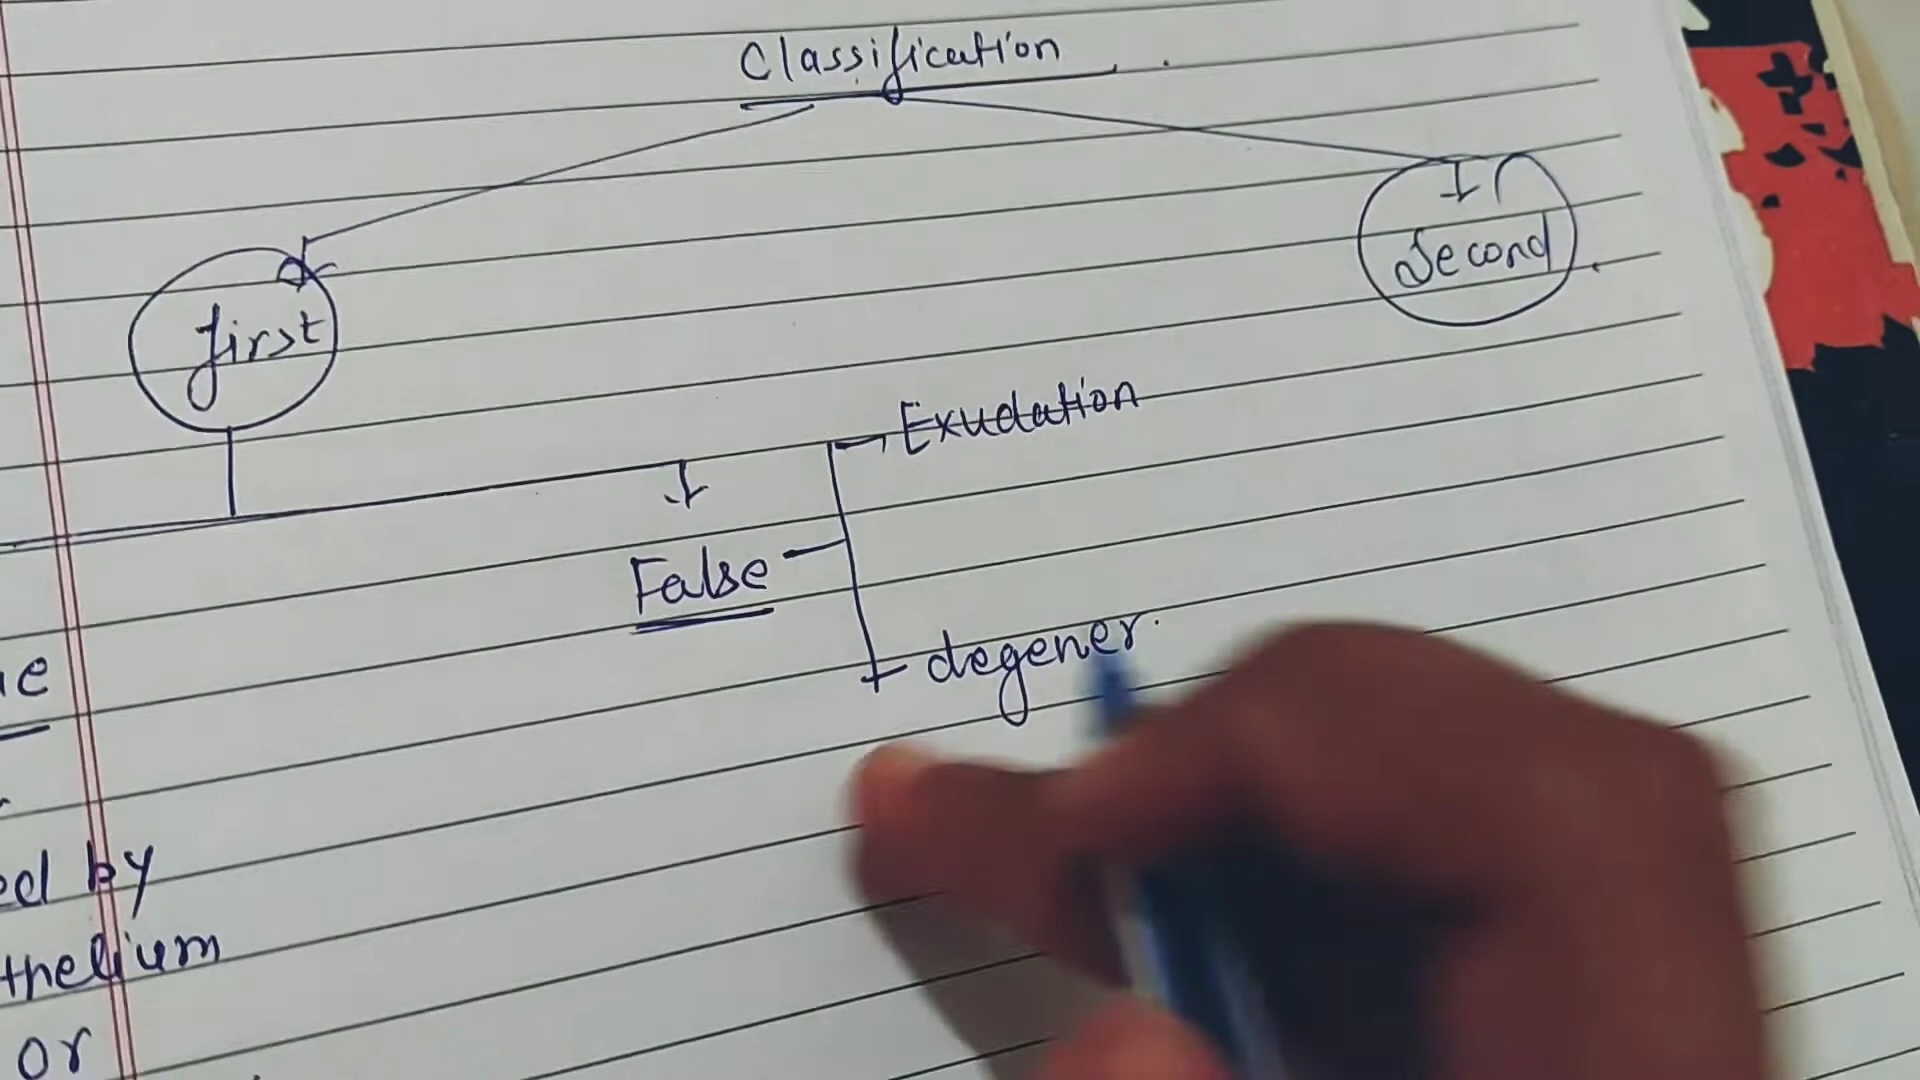 Classification
first
Second
Exudation
False
degener
ed by
thelium
or